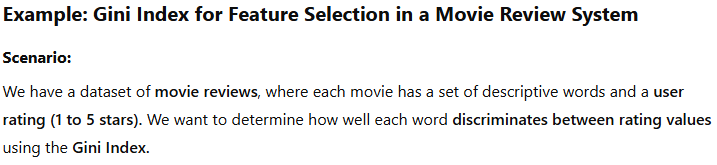 Example: Gini Index for Feature Selection in a Movie Review System
Scenario:
We have a dataset of movie reviews, where each movie has a set of descriptive words and a user
rating (1 to 5 stars). We want to determine how well each word discriminates between rating values
using the Gini Index.